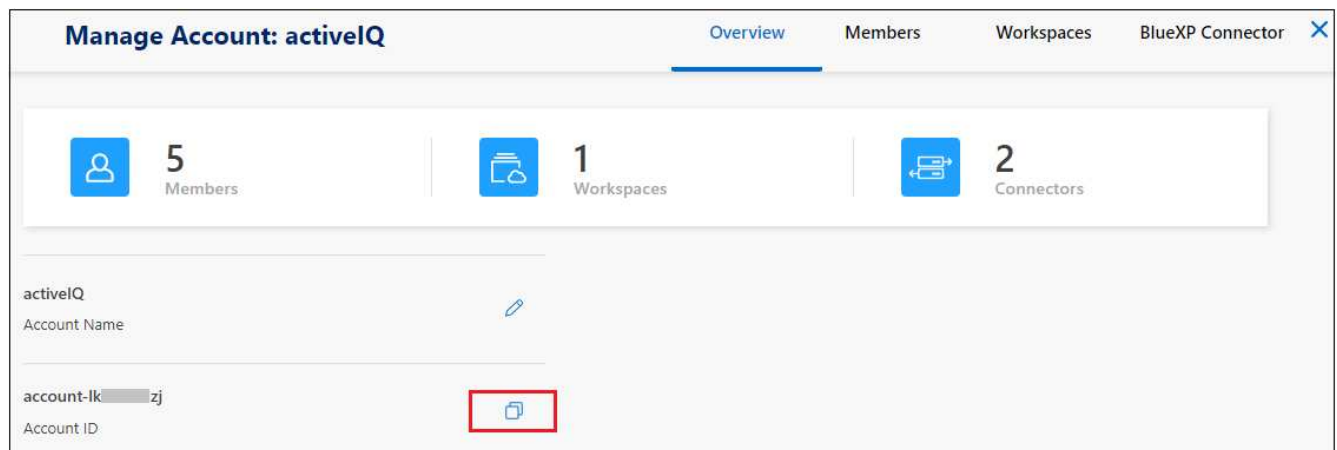 Manage Account: activeIQ
Overview Members Workspaces BlueXP Connector
5
Members
1
Workspaces
2
Connectors
activeIQ
Account Name
account-lk zj
Account ID